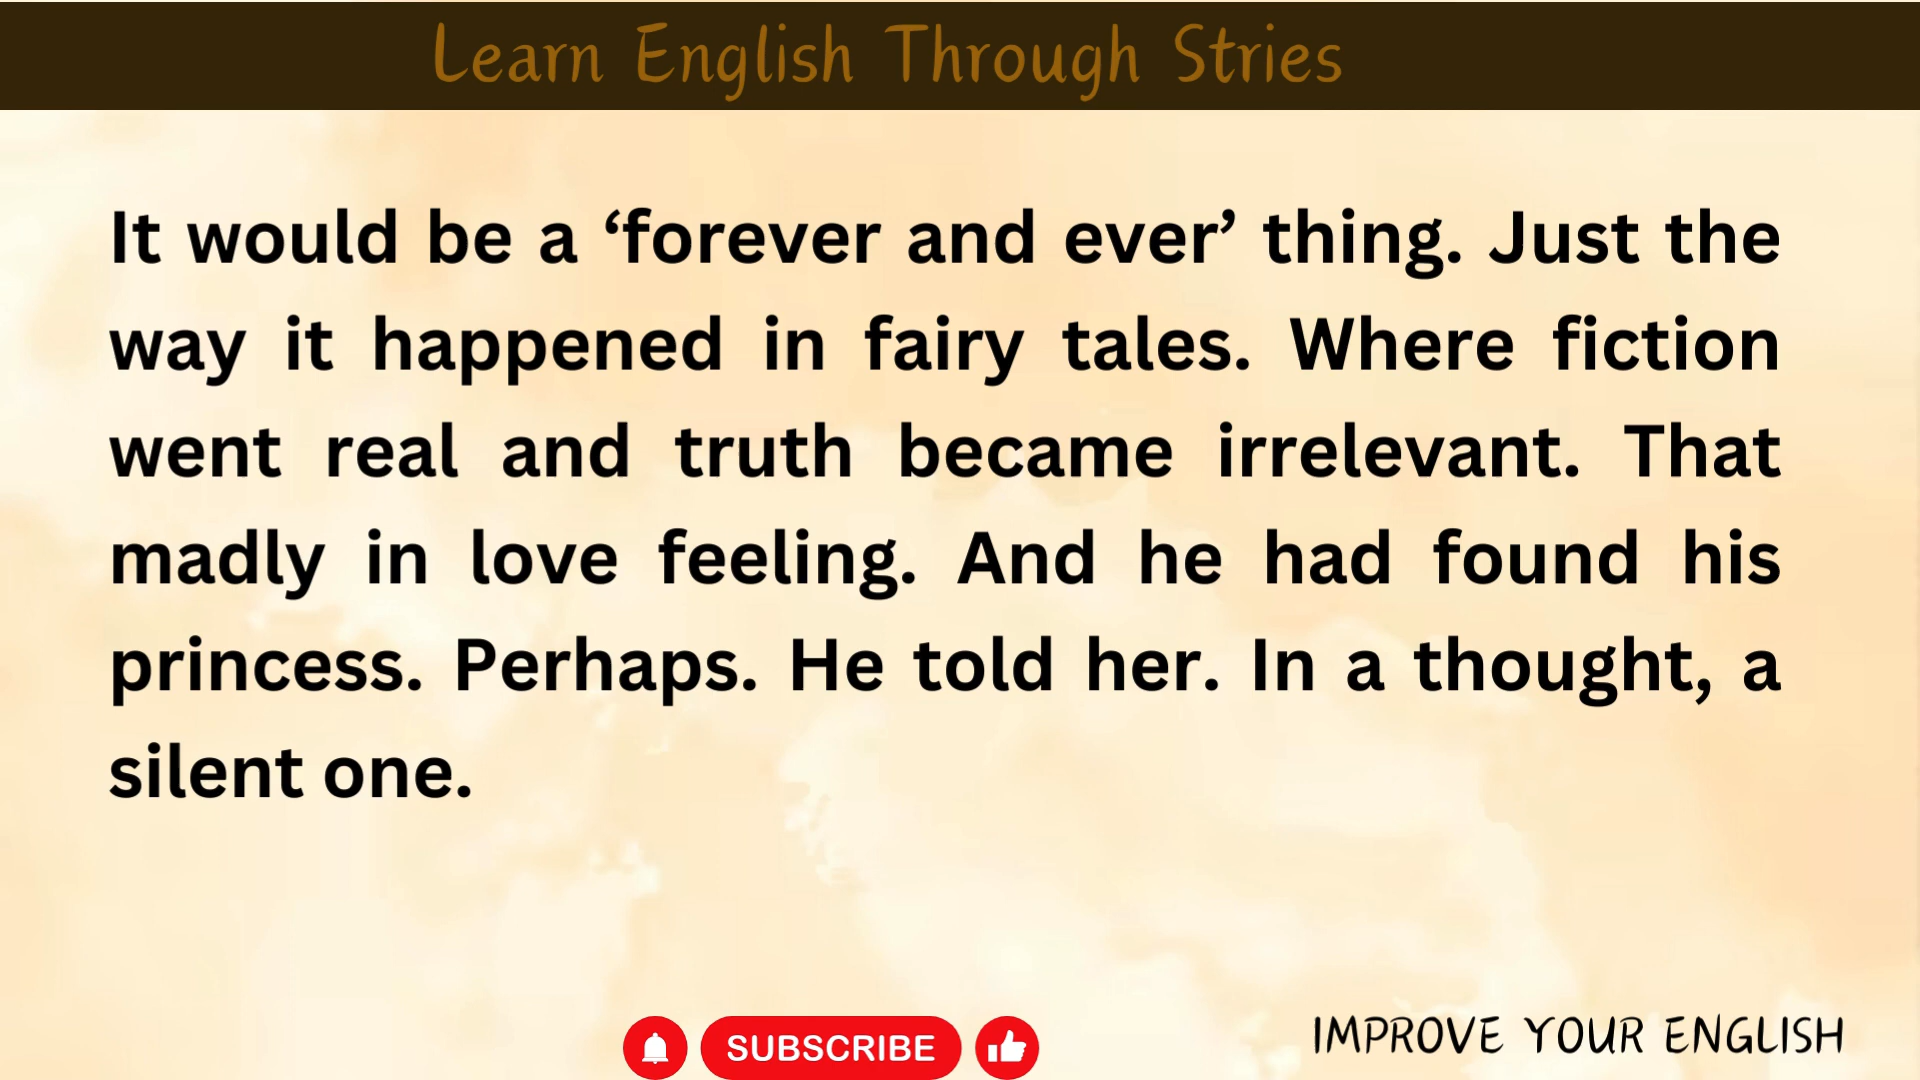 Learn English Through Stries
It would be a ‘forever and ever’ thing. Just the
way it happened in fairy tales. Where fiction
went real and truth became irrelevant. That
madly in love feeling. And he had found his
princess. Perhaps. He told her. In a thought, a
silent one.
SUBSCRIBE
IMPROVE YOUR ENGLISH